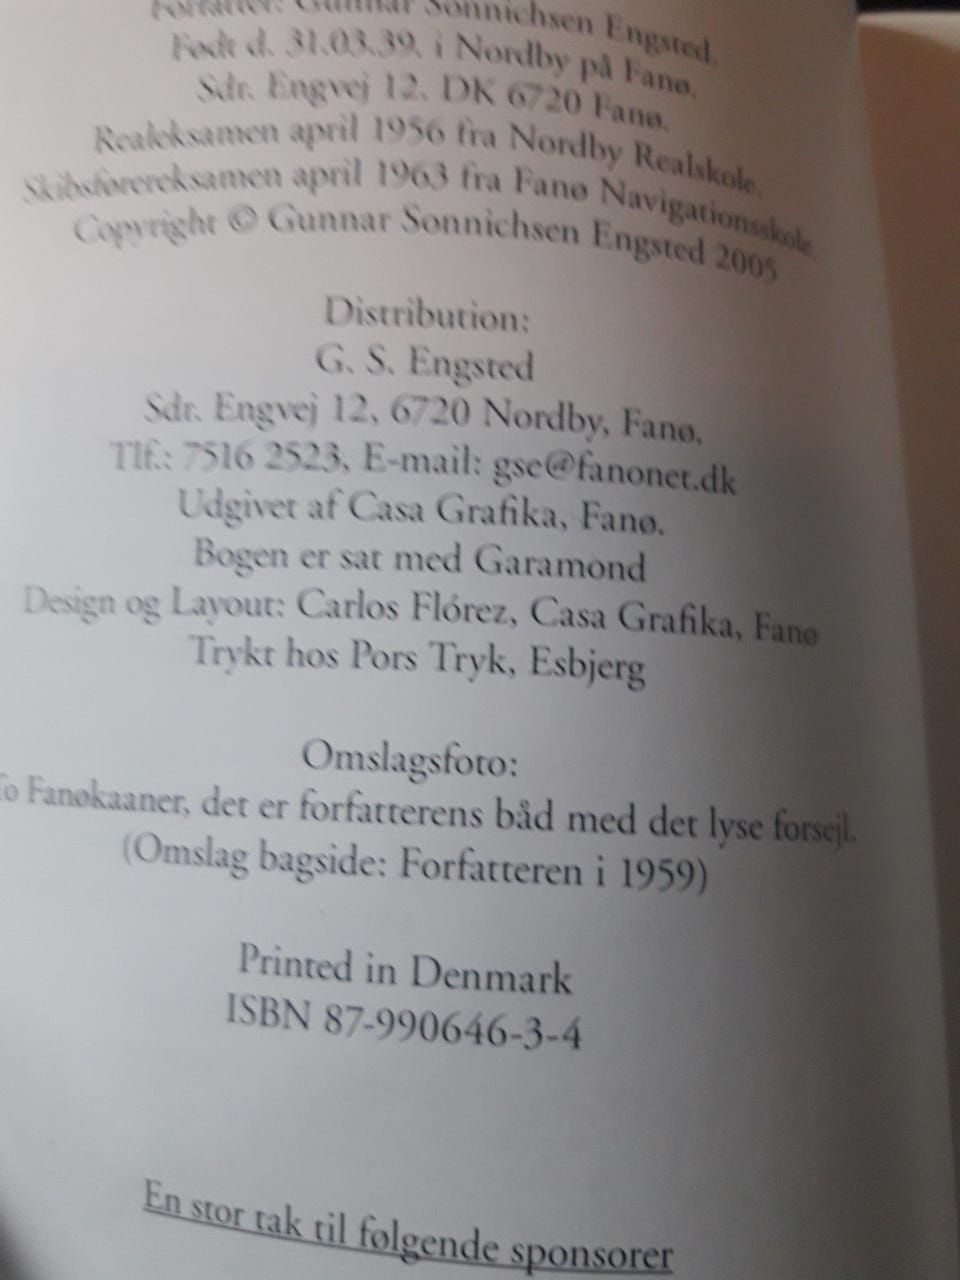 Forfatter: Gunnar Sonnichsen Engsted.
Født d. 31.03.39. i Nordby på Fanø.
Sdr. Engvej 12. DK 6720 Fanø.
Realeksamen april 1956 fra Nordby Realskole.
Skibsførereksamen april 1963 fra Fanø Navigationsskole.
Copyright © Gunnar Sonnichsen Engsted 2005
Distribution:
G. S. Engsted
Sdr. Engvej 12, 6720 Nordby, Fanø.
Tlf.: 7516 2523, E-mail: gse@fanonet.dk
Udgivet af Casa Grafika, Fanø.
Bogen er sat med Garamond
Design og Layout: Carlos Flórez, Casa Grafika, Fanø
Trykt hos Pors Tryk, Esbjerg
Omslagsfoto:
To Fanøkaaner, det er forfatterens båd med det lyse forsejl.
(Omslag bagside: Forfatteren i 1959)
Printed in Denmark
ISBN 87-990646-3-4
En stor tak til følgende sponsorer